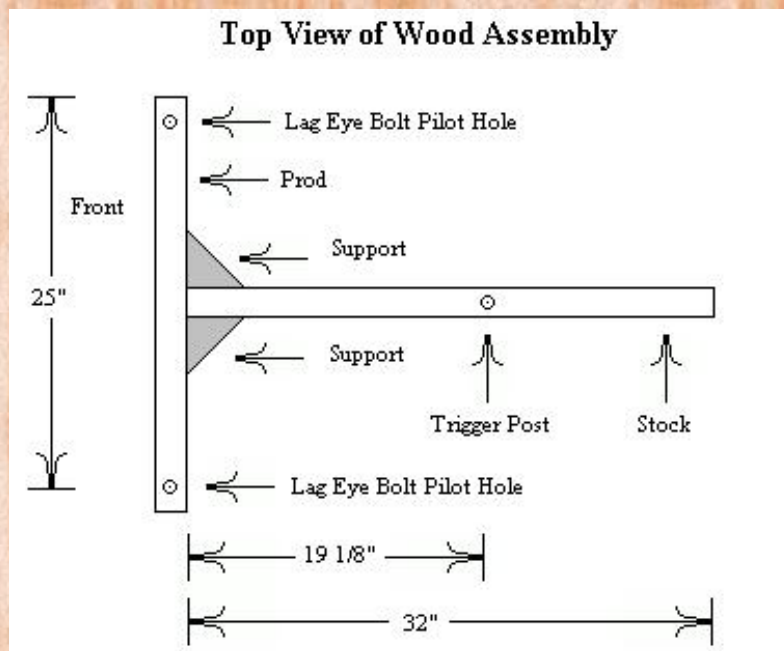 Top View of Wood Assembly
Lag Eye Bolt Pilot Hole
Prod
Front
Support
25"
Support
Trigger Post
Stock
Lag Eye Bolt Pilot Hole
19 1/8"
32"